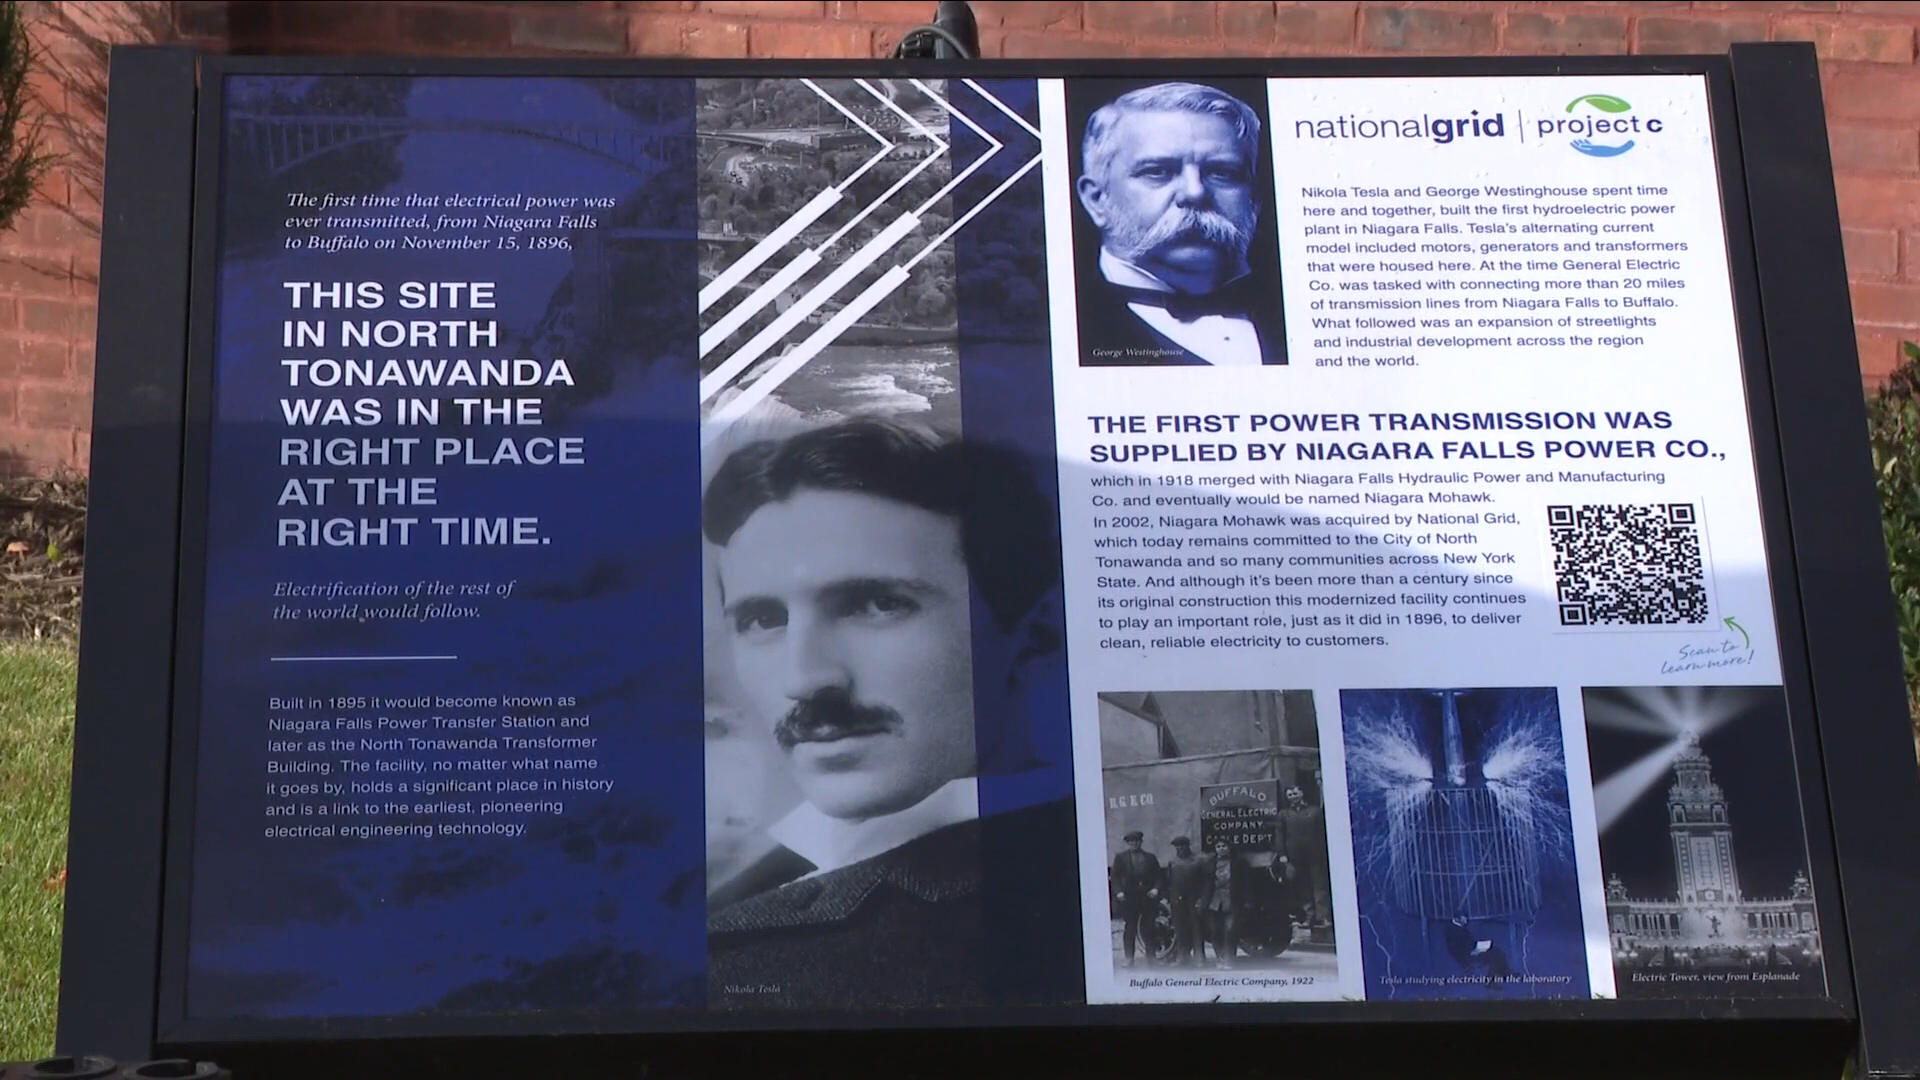 The first time that electrical power was
ever transmitted, from Niagara Falls
to Buffalo on November 15, 1896,
THIS SITE
IN NORTH
TONAWANDA
WAS IN THE
RIGHT PLACE
AT THE
RIGHT TIME.
Electrification of the rest of
the world would follow.
Built in 1895 it would become known as
Niagara Falls Power Transfer Station and
later as the North Tonawanda Transformer
Building. The facility, no matter what name
it goes by, holds a significant place in history
and is a link to the earliest, pioneering
electrical engineering technology.
Nikola Tesla
George Westinghouse
nationalgrid | project c
Nikola Tesla and George Westinghouse spent time
here and together, built the first hydroelectric power
plant in Niagara Falls. Tesla's alternating current
model included motors, generators and transformers
that were housed here. At the time General Electric
Co. was tasked with connecting more than 20 miles
of transmission lines from Niagara Falls to Buffalo.
What followed was an expansion of streetlights
and industrial development across the region
and the world.
THE FIRST POWER TRANSMISSION WAS
SUPPLIED BY NIAGARA FALLS POWER CO.,
which in 1918 merged with Niagara Falls Hydraulic Power and Manufacturing
Co. and eventually would be named Niagara Mohawk.
In 2002, Niagara Mohawk was acquired by National Grid,
which today remains committed to the City of North
Tonawanda and so many communities across New York
State. And although it's been more than a century since
its original construction this modernized facility continues
to play an important role, just as it did in 1896, to deliver
clean, reliable electricity to customers.
Scan to
learn more!
B. G. E. CO.
BUFFALO
GENERAL ELECTRIC
COMPANY
CABLE DEP'T
Buffalo General Electric Company, 1922
Tesla studying electricity in the laboratory
Electric Tower, view from Esplanade